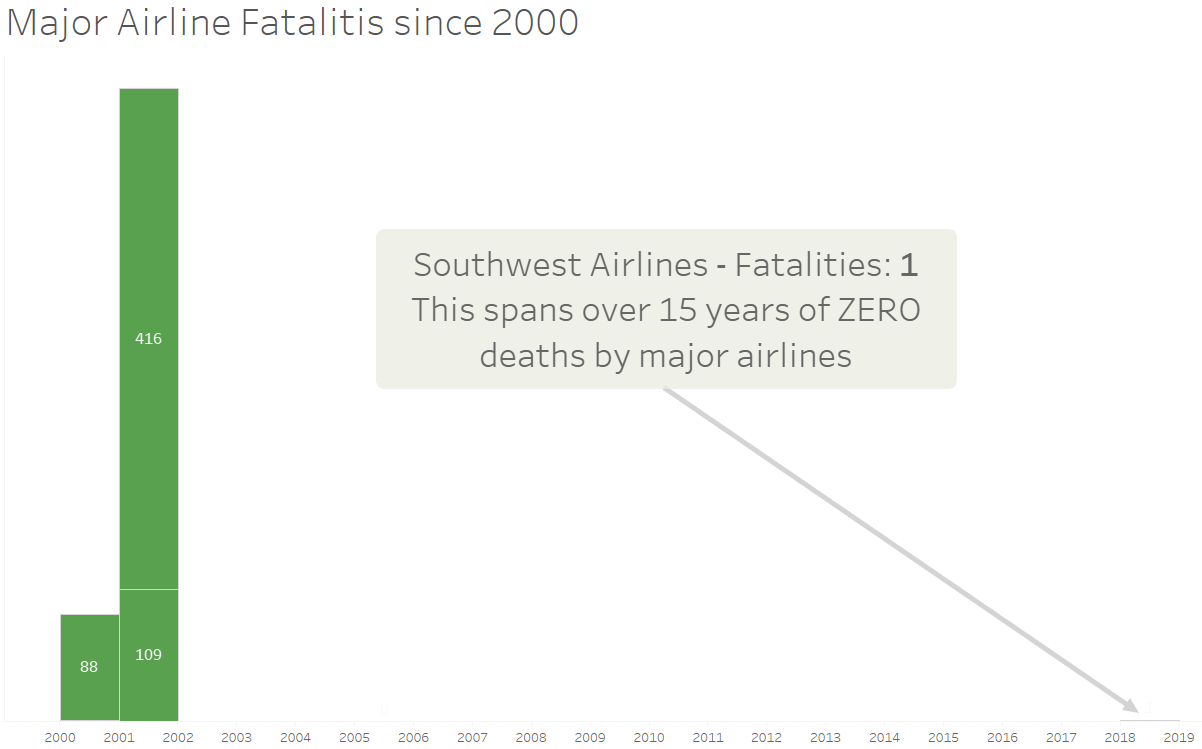 Major Airline Fatalitis since 2000
416
Southwest Airlines - Fatalities: 1
This spans over 15 years of ZERO
deaths by major airlines
88
109
2000 2001 2002 2003 2004 2005 2006 2007 2008 2009 2010 2011 2012 2013 2014 2015 2016 2017 2018 2019